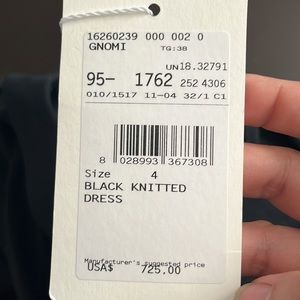 16260239 000 002 0
GNOMI TG:38
UN18.32791
95- 1762 252 4306
010/1517 11-04 32/1 C1
8 028993 367308
Size 4
BLACK KNITTED
DRESS
Manufacturer's suggested price
USA$ 725.00